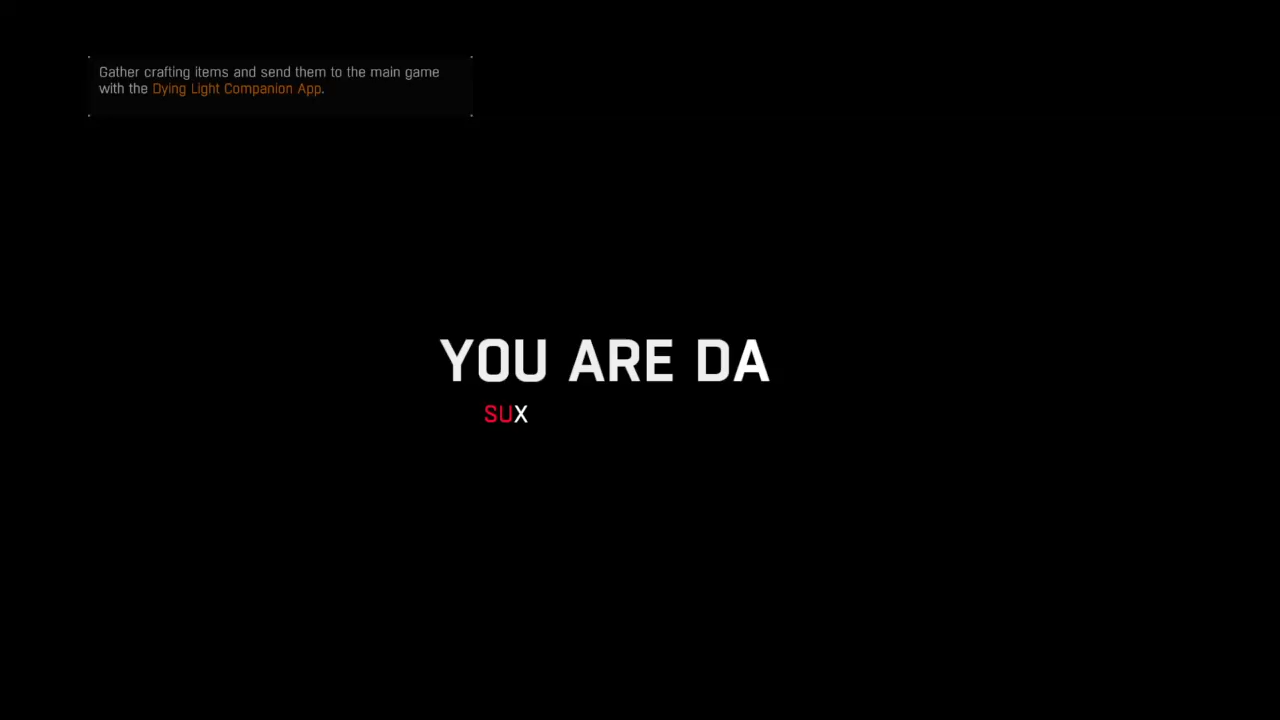 Gather crafting items and send them to the main game
with the Dying Light Companion App.
YOU ARE DA
SUX